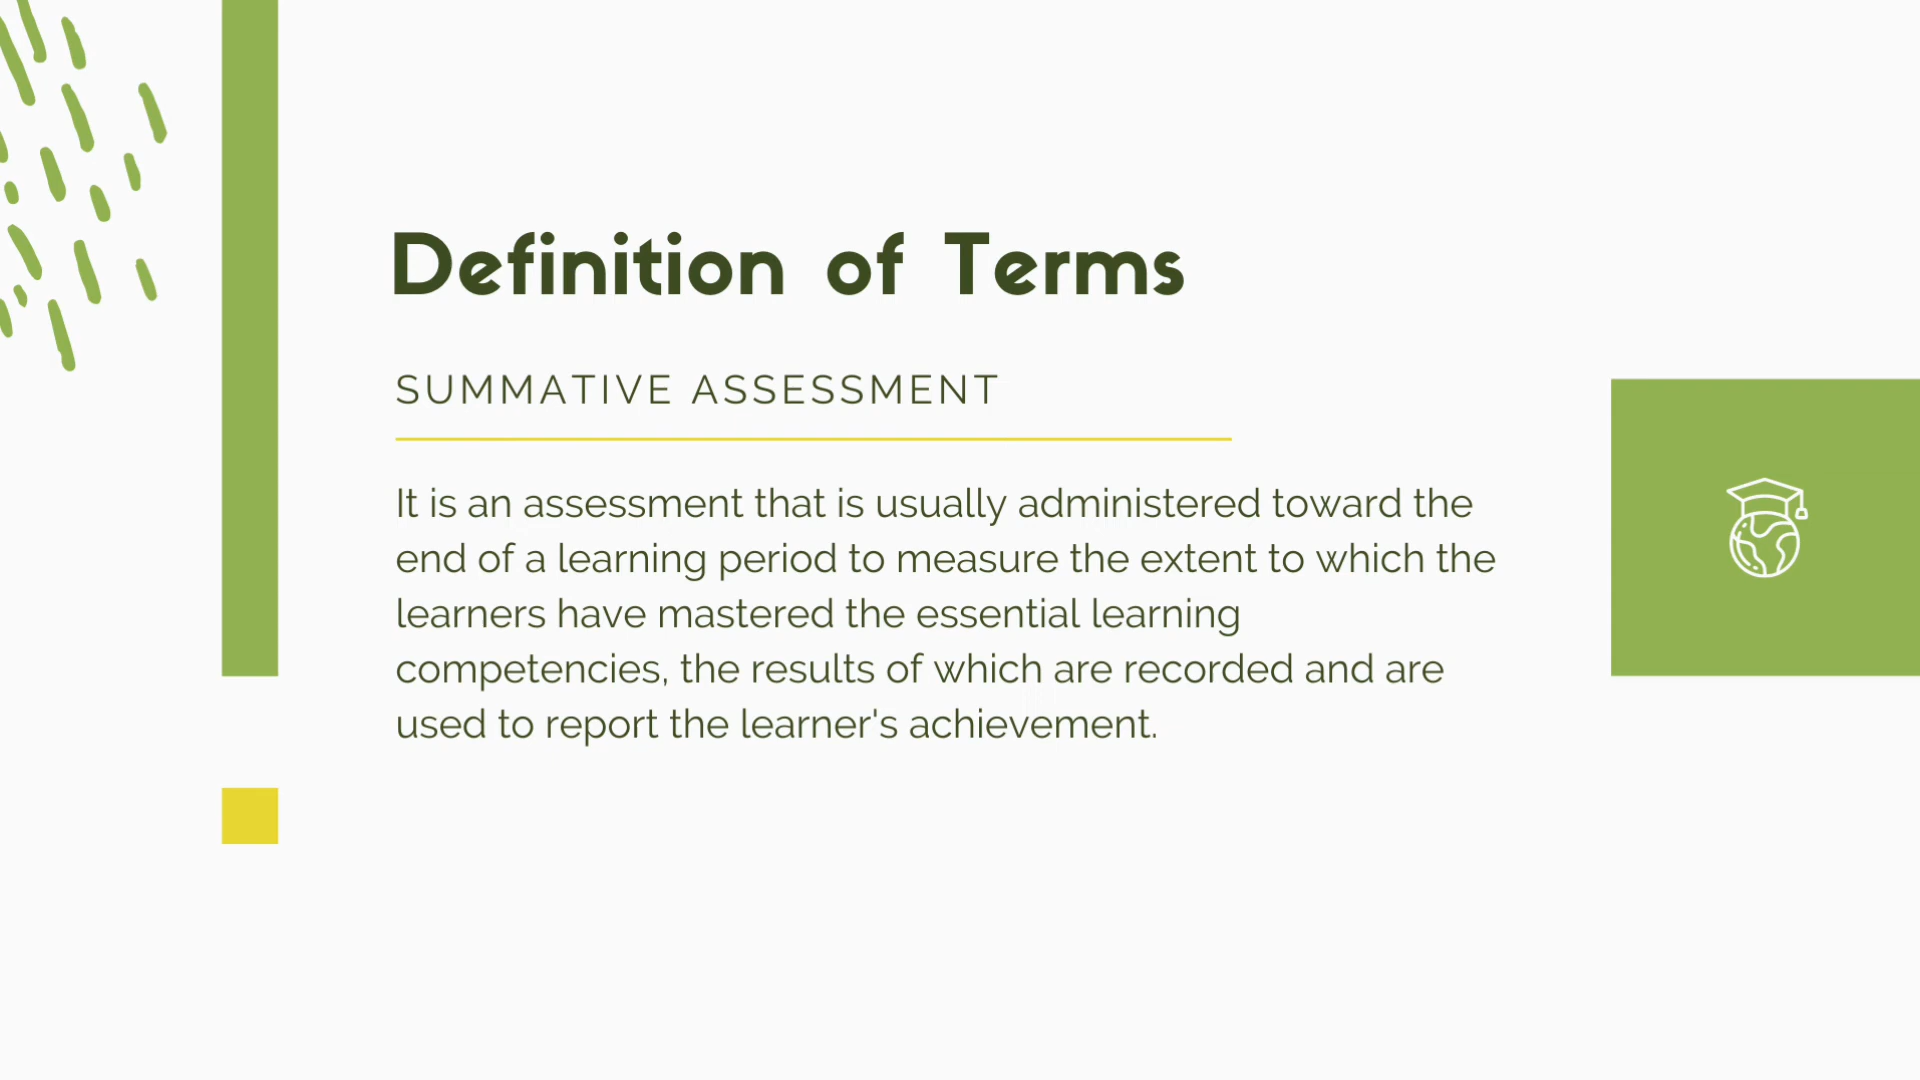 Definition of Terms
SUMMATIVE ASSESSMENT
It is an assessment that is usually administered toward the
end of a learning period to measure the extent to which the
learners have mastered the essential learning
competencies, the results of which are recorded and are
used to report the learner's achievement.